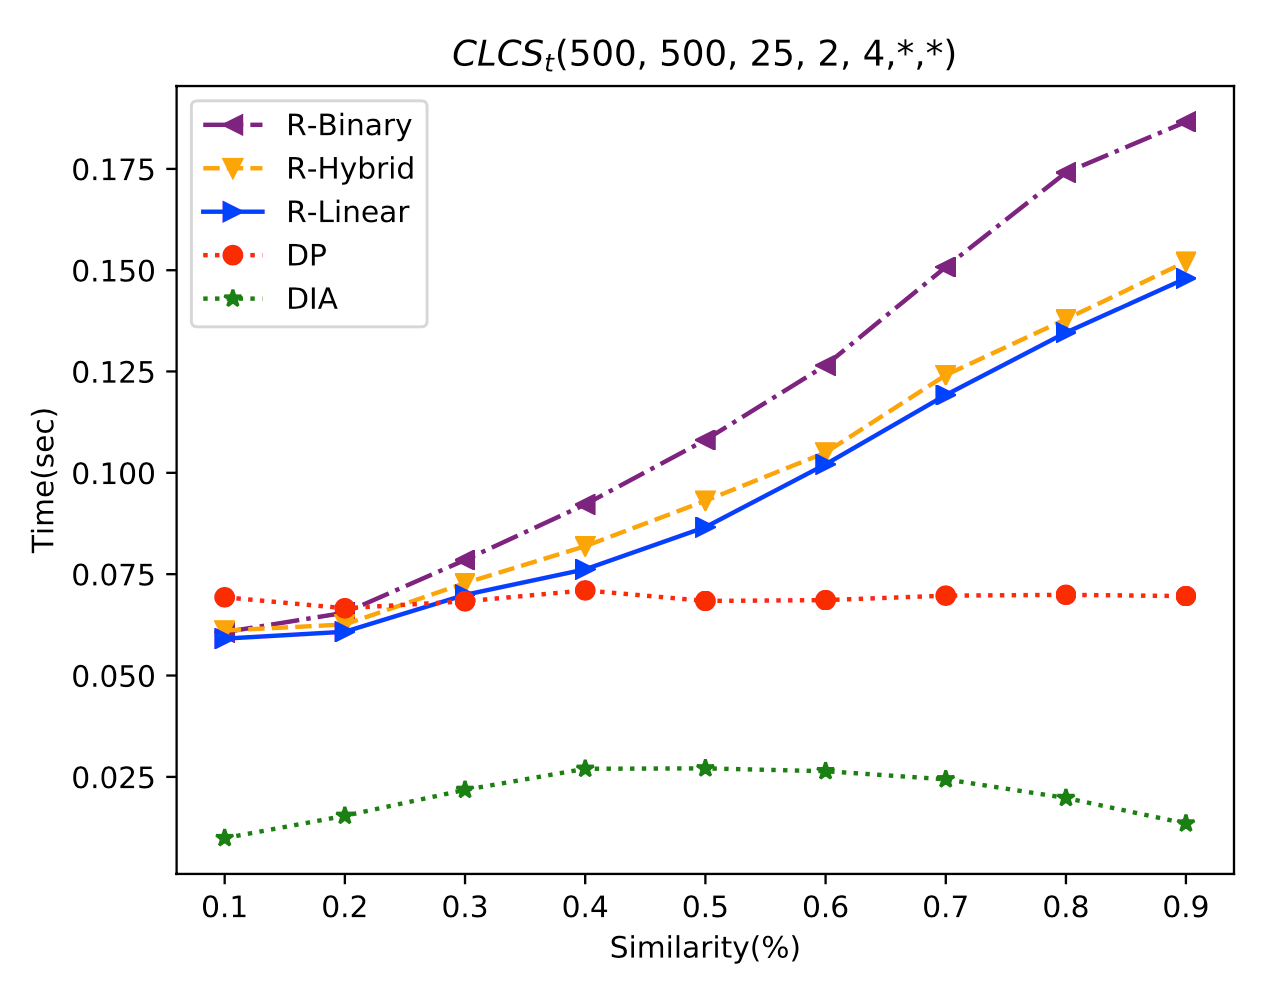 CLCSₜ(500, 500, 25, 2, 4,*,*)
R-Binary
R-Hybrid
R-Linear
DP
DIA
0.175
0.150
0.125
0.100
0.075
0.050
0.025
Time(sec)
0.1 0.2 0.3 0.4 0.5 0.6 0.7 0.8 0.9
Similarity(%)